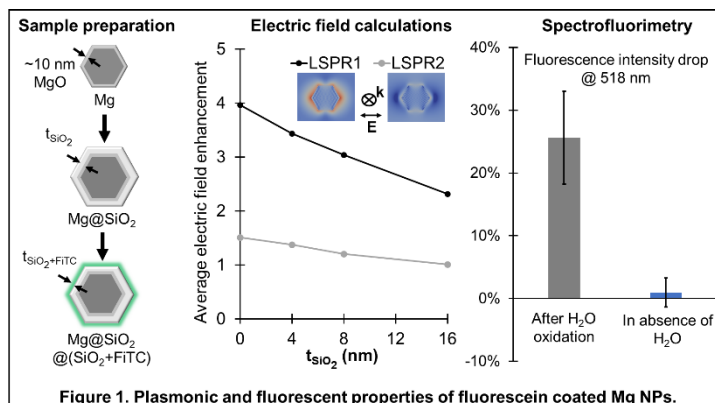 Sample preparation
~10 nm
MgO
Mg
tSiO₂
Mg@SiO₂
tSiO₂+FiTC
Mg@SiO₂
@(SiO₂+FiTC)
Electric field calculations
Average electric field enhancement
5
4
3
2
1
0
LSPR1
LSPR2
k
E
0
4
8
12
16
tSiO₂ (nm)
Spectrofluorimetry
40%
30%
20%
10%
0%
-10%
Fluorescence intensity drop
@ 518 nm
After H₂O
oxidation
In absence of
H₂O
Figure 1. Plasmonic and fluorescent properties of fluorescein coated Mg NPs.